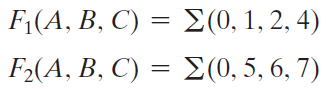 F₁(A, B, C) = Σ(0, 1, 2, 4)
F₂(A, B, C) = Σ(0, 5, 6, 7)